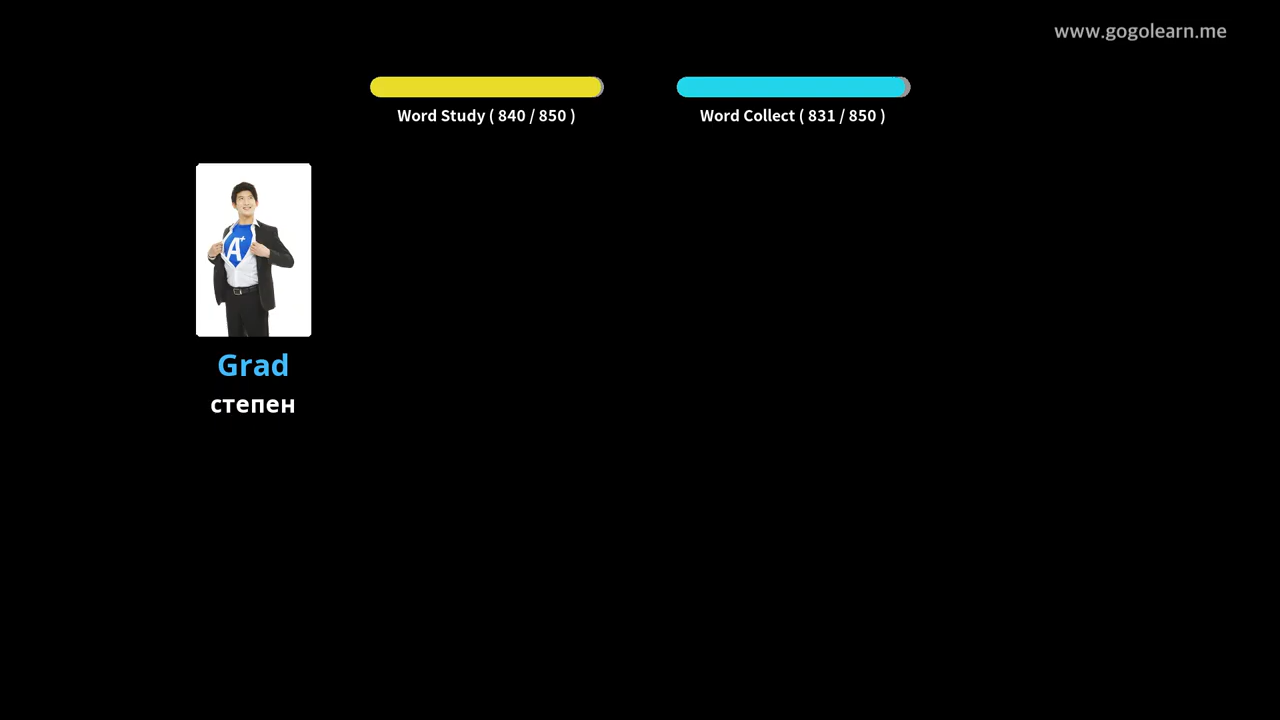 www.gogolearn.me
Word Study ( 840 / 850 )
Word Collect ( 831 / 850 )
A+
Grad
степен